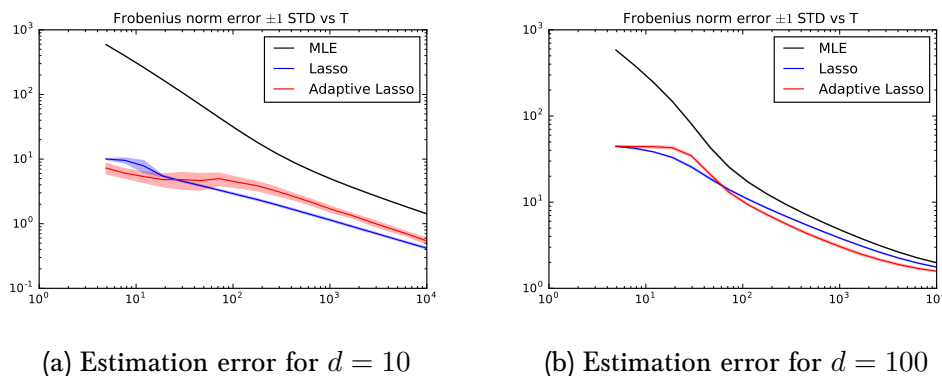 Frobenius norm error ±1 STD vs T
10³
10²
10¹
10⁰
10⁻¹
MLE
Lasso
Adaptive Lasso
10⁰ 10¹ 10² 10³ 10⁴
(a) Estimation error for d = 10
Frobenius norm error ±1 STD vs T
10³
10²
10¹
10⁰
MLE
Lasso
Adaptive Lasso
10⁰ 10¹ 10² 10³ 10⁴
(b) Estimation error for d = 100